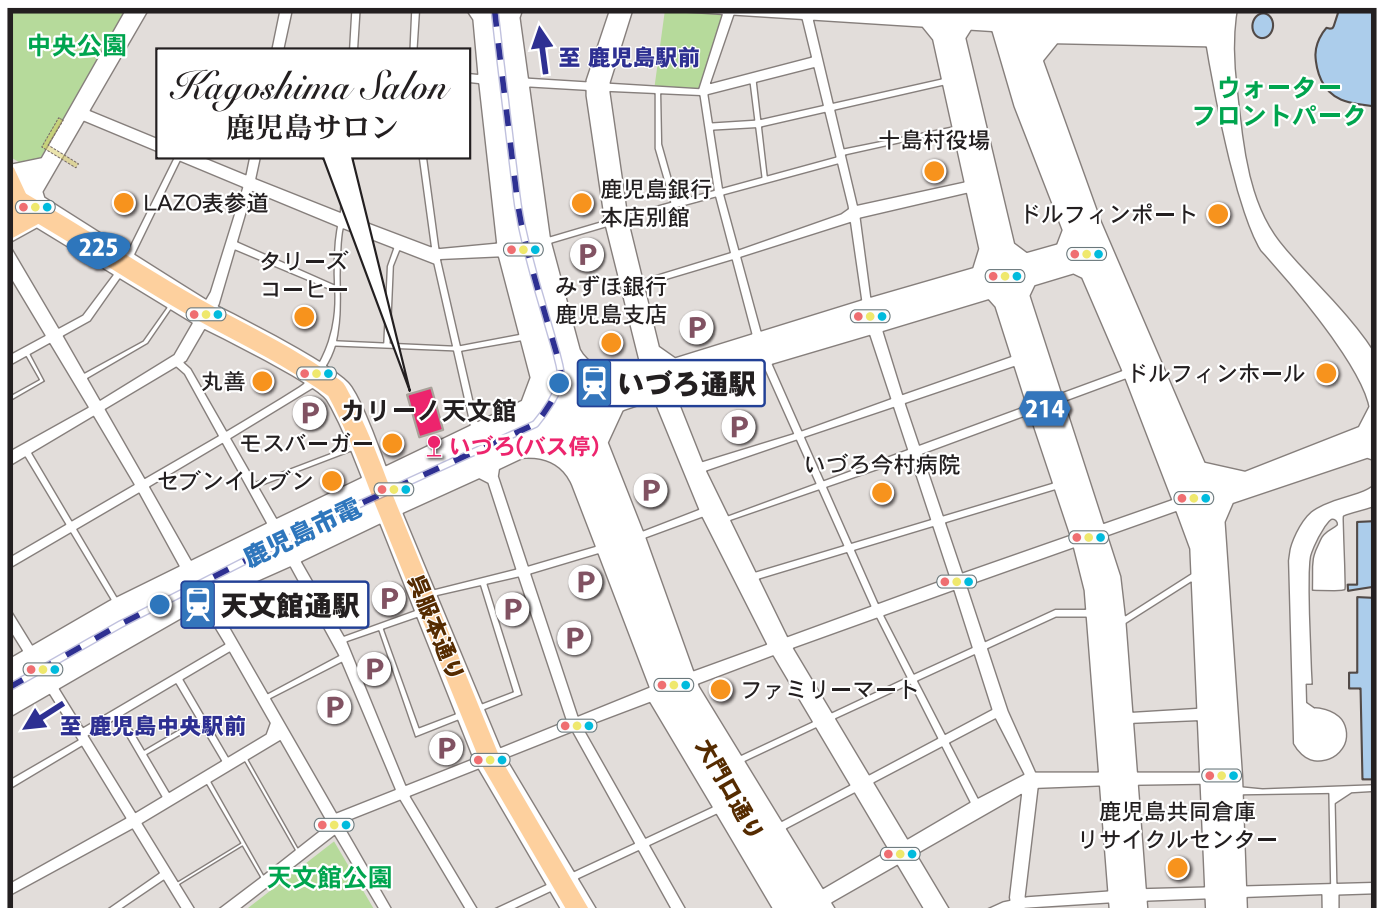 中央公園
Kagoshima Salon
鹿児島サロン
至 鹿児島駅前
ウォーター
フロントパーク
十島村役場
LAZO表参道
鹿児島銀行
本店別館
ドルフィンポート
225
タリーズ
コーヒー
P
みずほ銀行
鹿児島支店
P
丸善
いづろ通駅
ドルフィンホール
P
カリーノ天文館
214
P
モスバーガー
いづろ(バス停)
セブンイレブン
P
いづろ今村病院
鹿児島市電
天文館通駅
P
呉服本通り
P
P
P
P
P
ファミリーマート
至 鹿児島中央駅前
P
大門口通り
鹿児島共同倉庫
リサイクルセンター
天文館公園